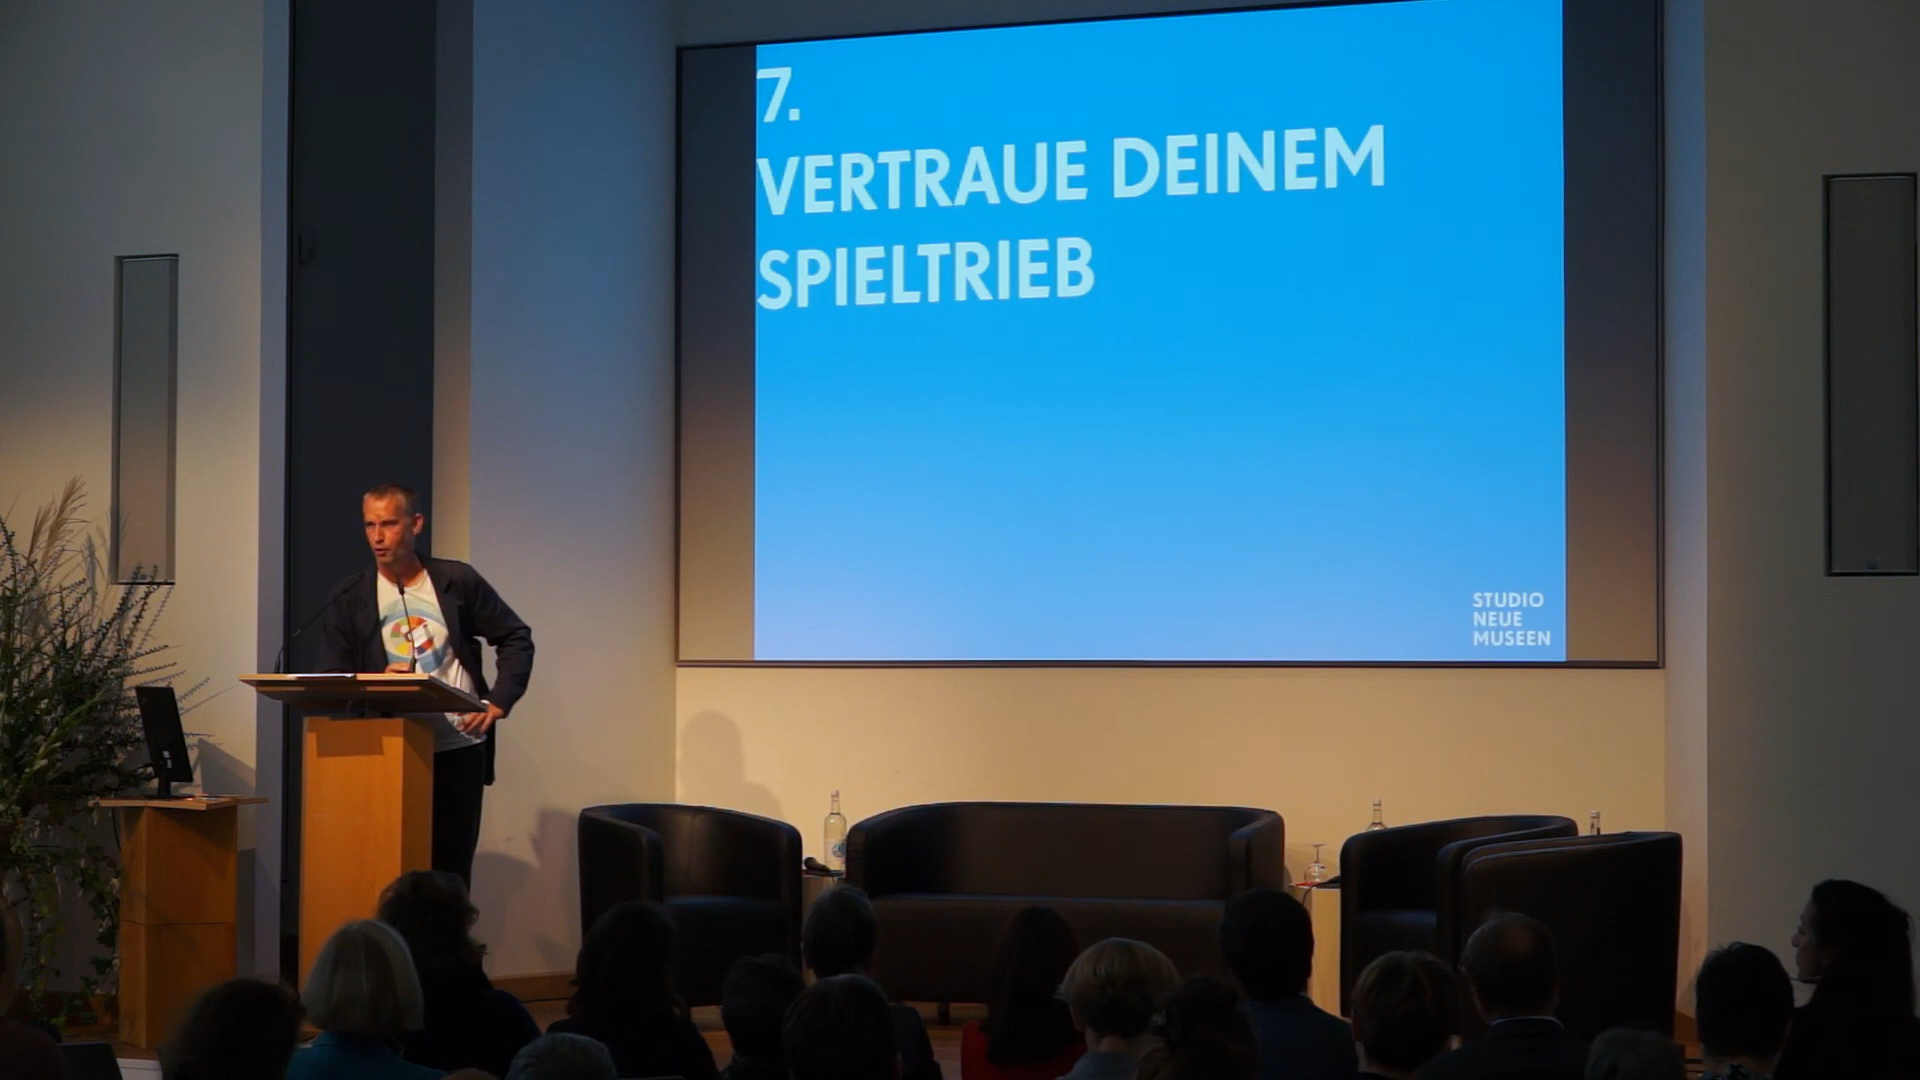 7.
VERTRAUE DEINEM
SPIELTRIEB
STUDIO
NEUE
MUSEEN